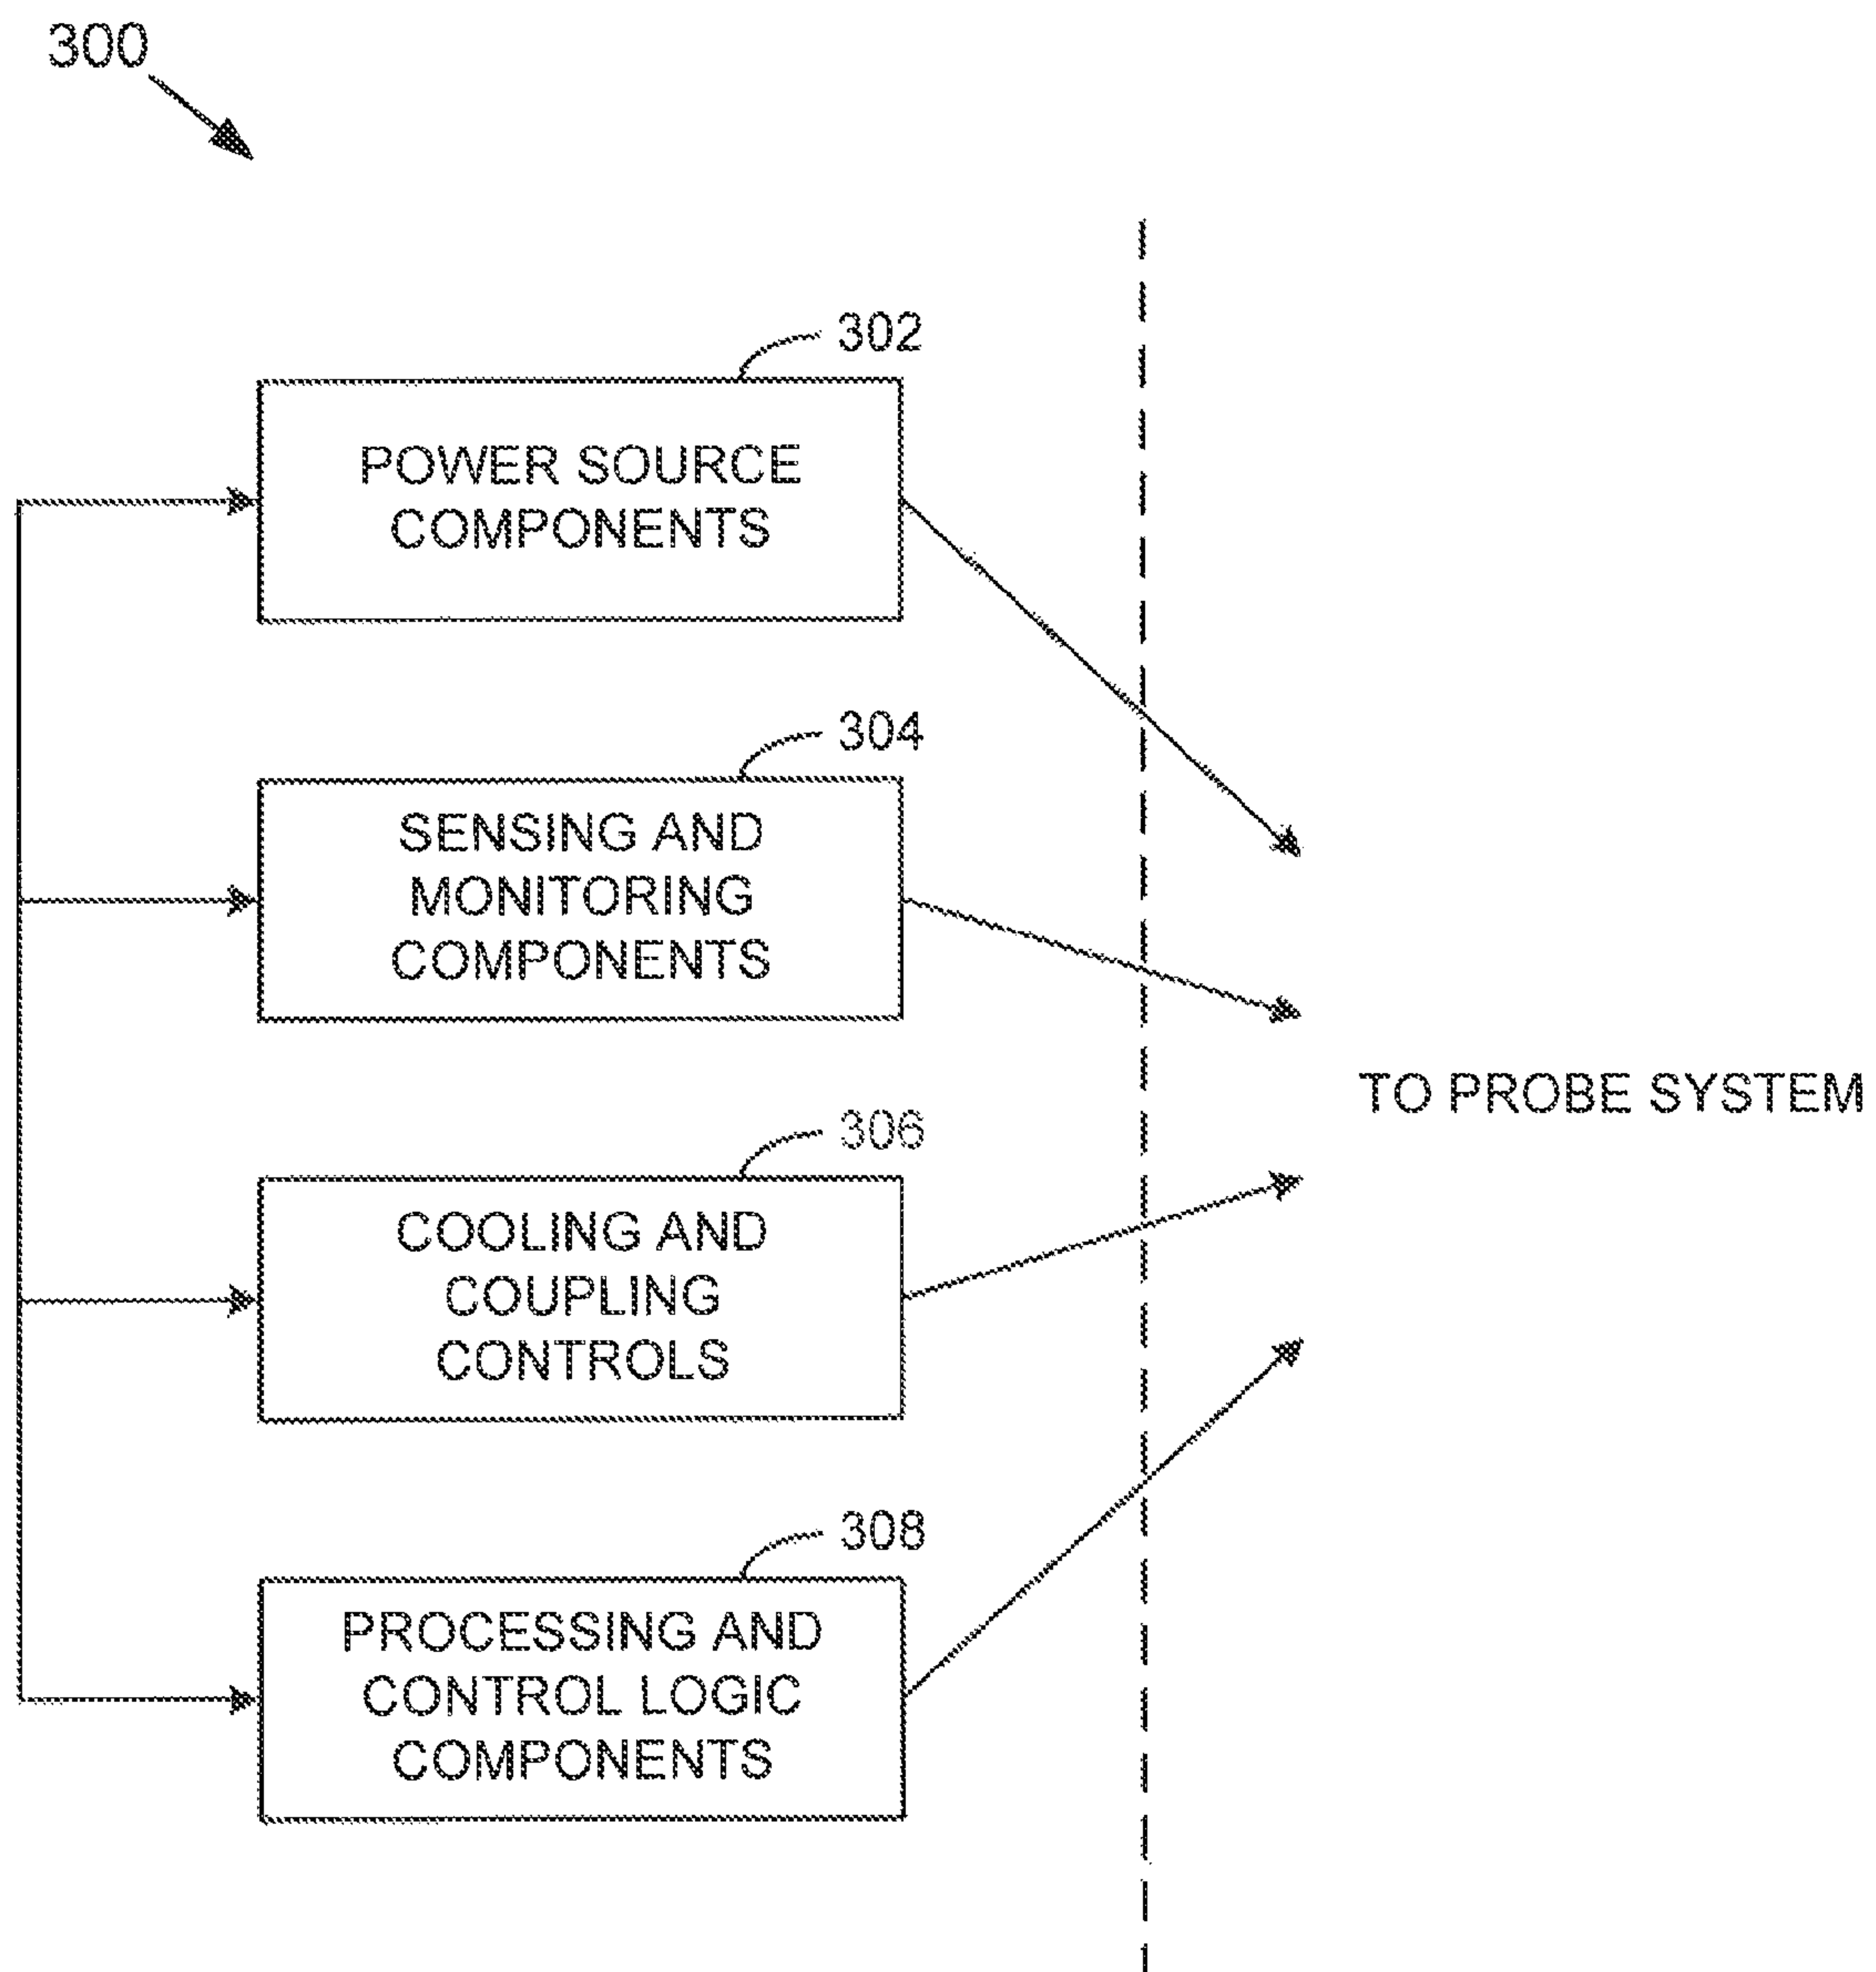 300
302
POWER SOURCE
COMPONENTS
304
SENSING AND
MONITORING
COMPONENTS
TO PROBE SYSTEM
306
COOLING AND
COUPLING
CONTROLS
308
PROCESSING AND
CONTROL LOGIC
COMPONENTS